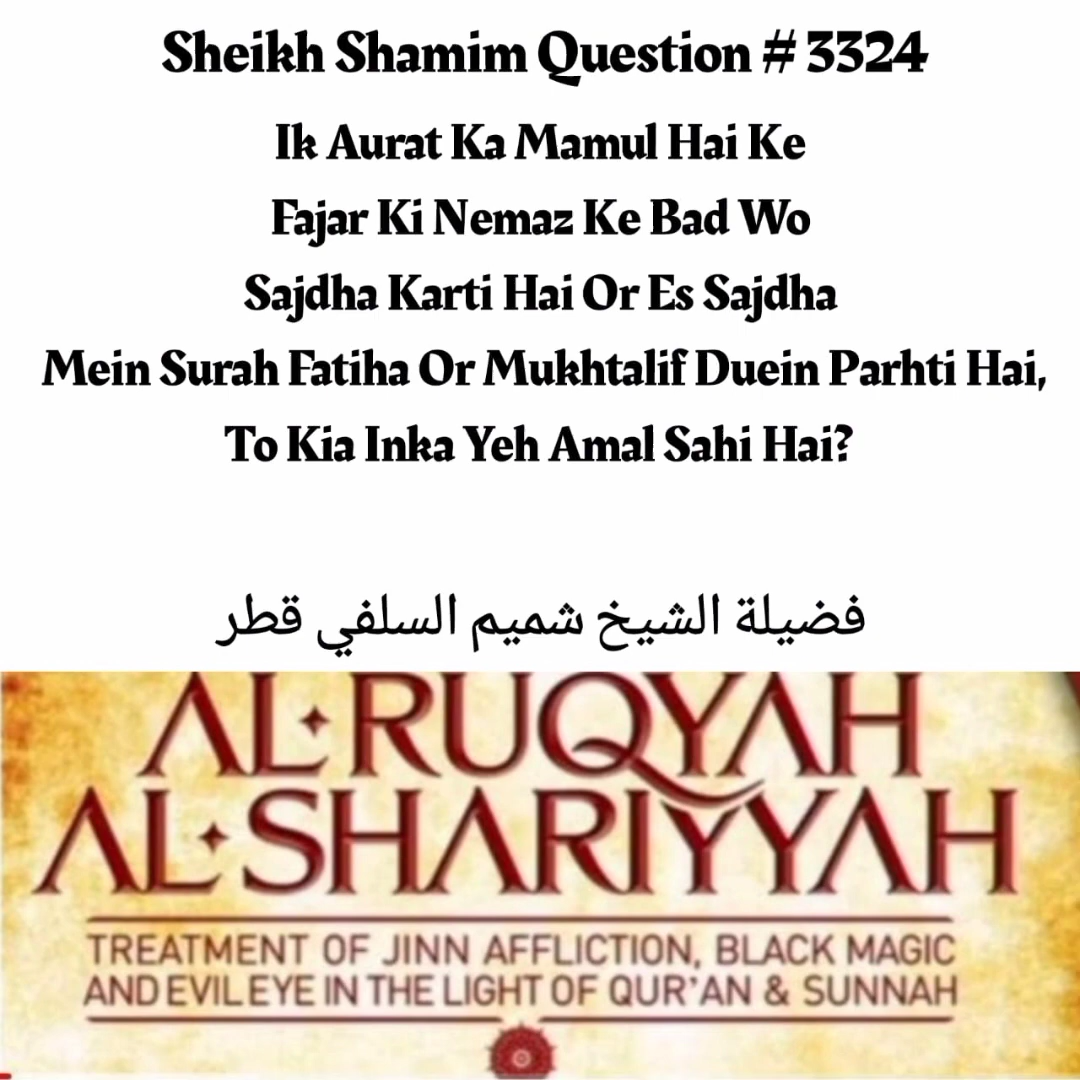 Sheikh Shamim Question # 3324
Ik Aurat Ka Mamul Hai Ke
Fajar Ki Nemaz Ke Bad Wo
Sajdha Karti Hai Or Es Sajdha
Mein Surah Fatiha Or Mukhtalif Duein Parhti Hai,
To Kia Inka Yeh Amal Sahi Hai?
فضيلة الشيخ شميم السلفي قطر
AL·RUQYAH
AL·SHARIYYAH
TREATMENT OF JINN AFFLICTION, BLACK MAGIC
AND EVIL EYE IN THE LIGHT OF QUR'AN & SUNNAH